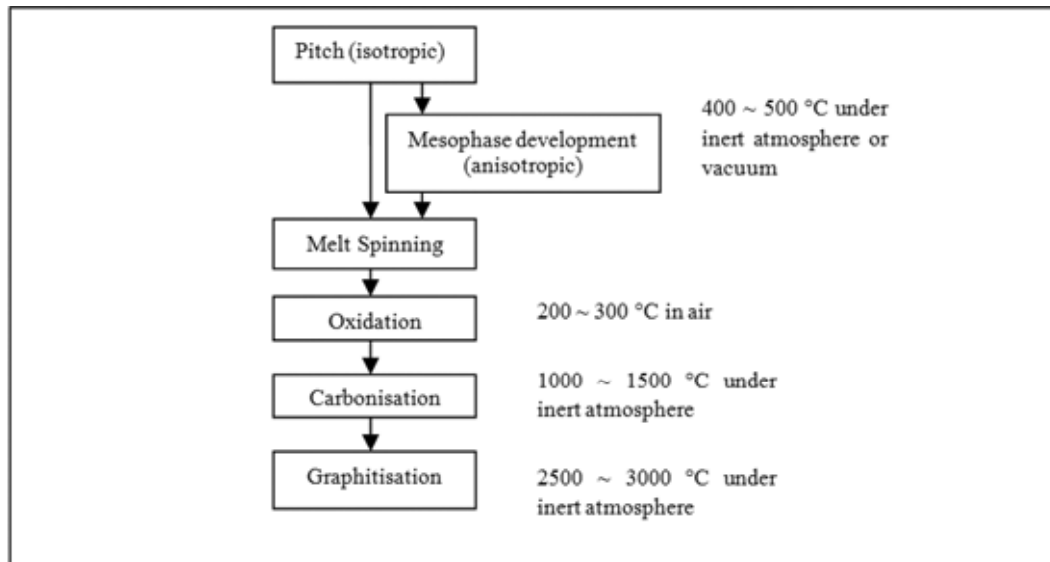 Pitch (isotropic)
Mesophase development
(anisotropic)
400 ~ 500 °C under
inert atmosphere or
vacuum
Melt Spinning
Oxidation
200 ~ 300 °C in air
Carbonisation
1000 ~ 1500 °C under
inert atmosphere
Graphitisation
2500 ~ 3000 °C under
inert atmosphere